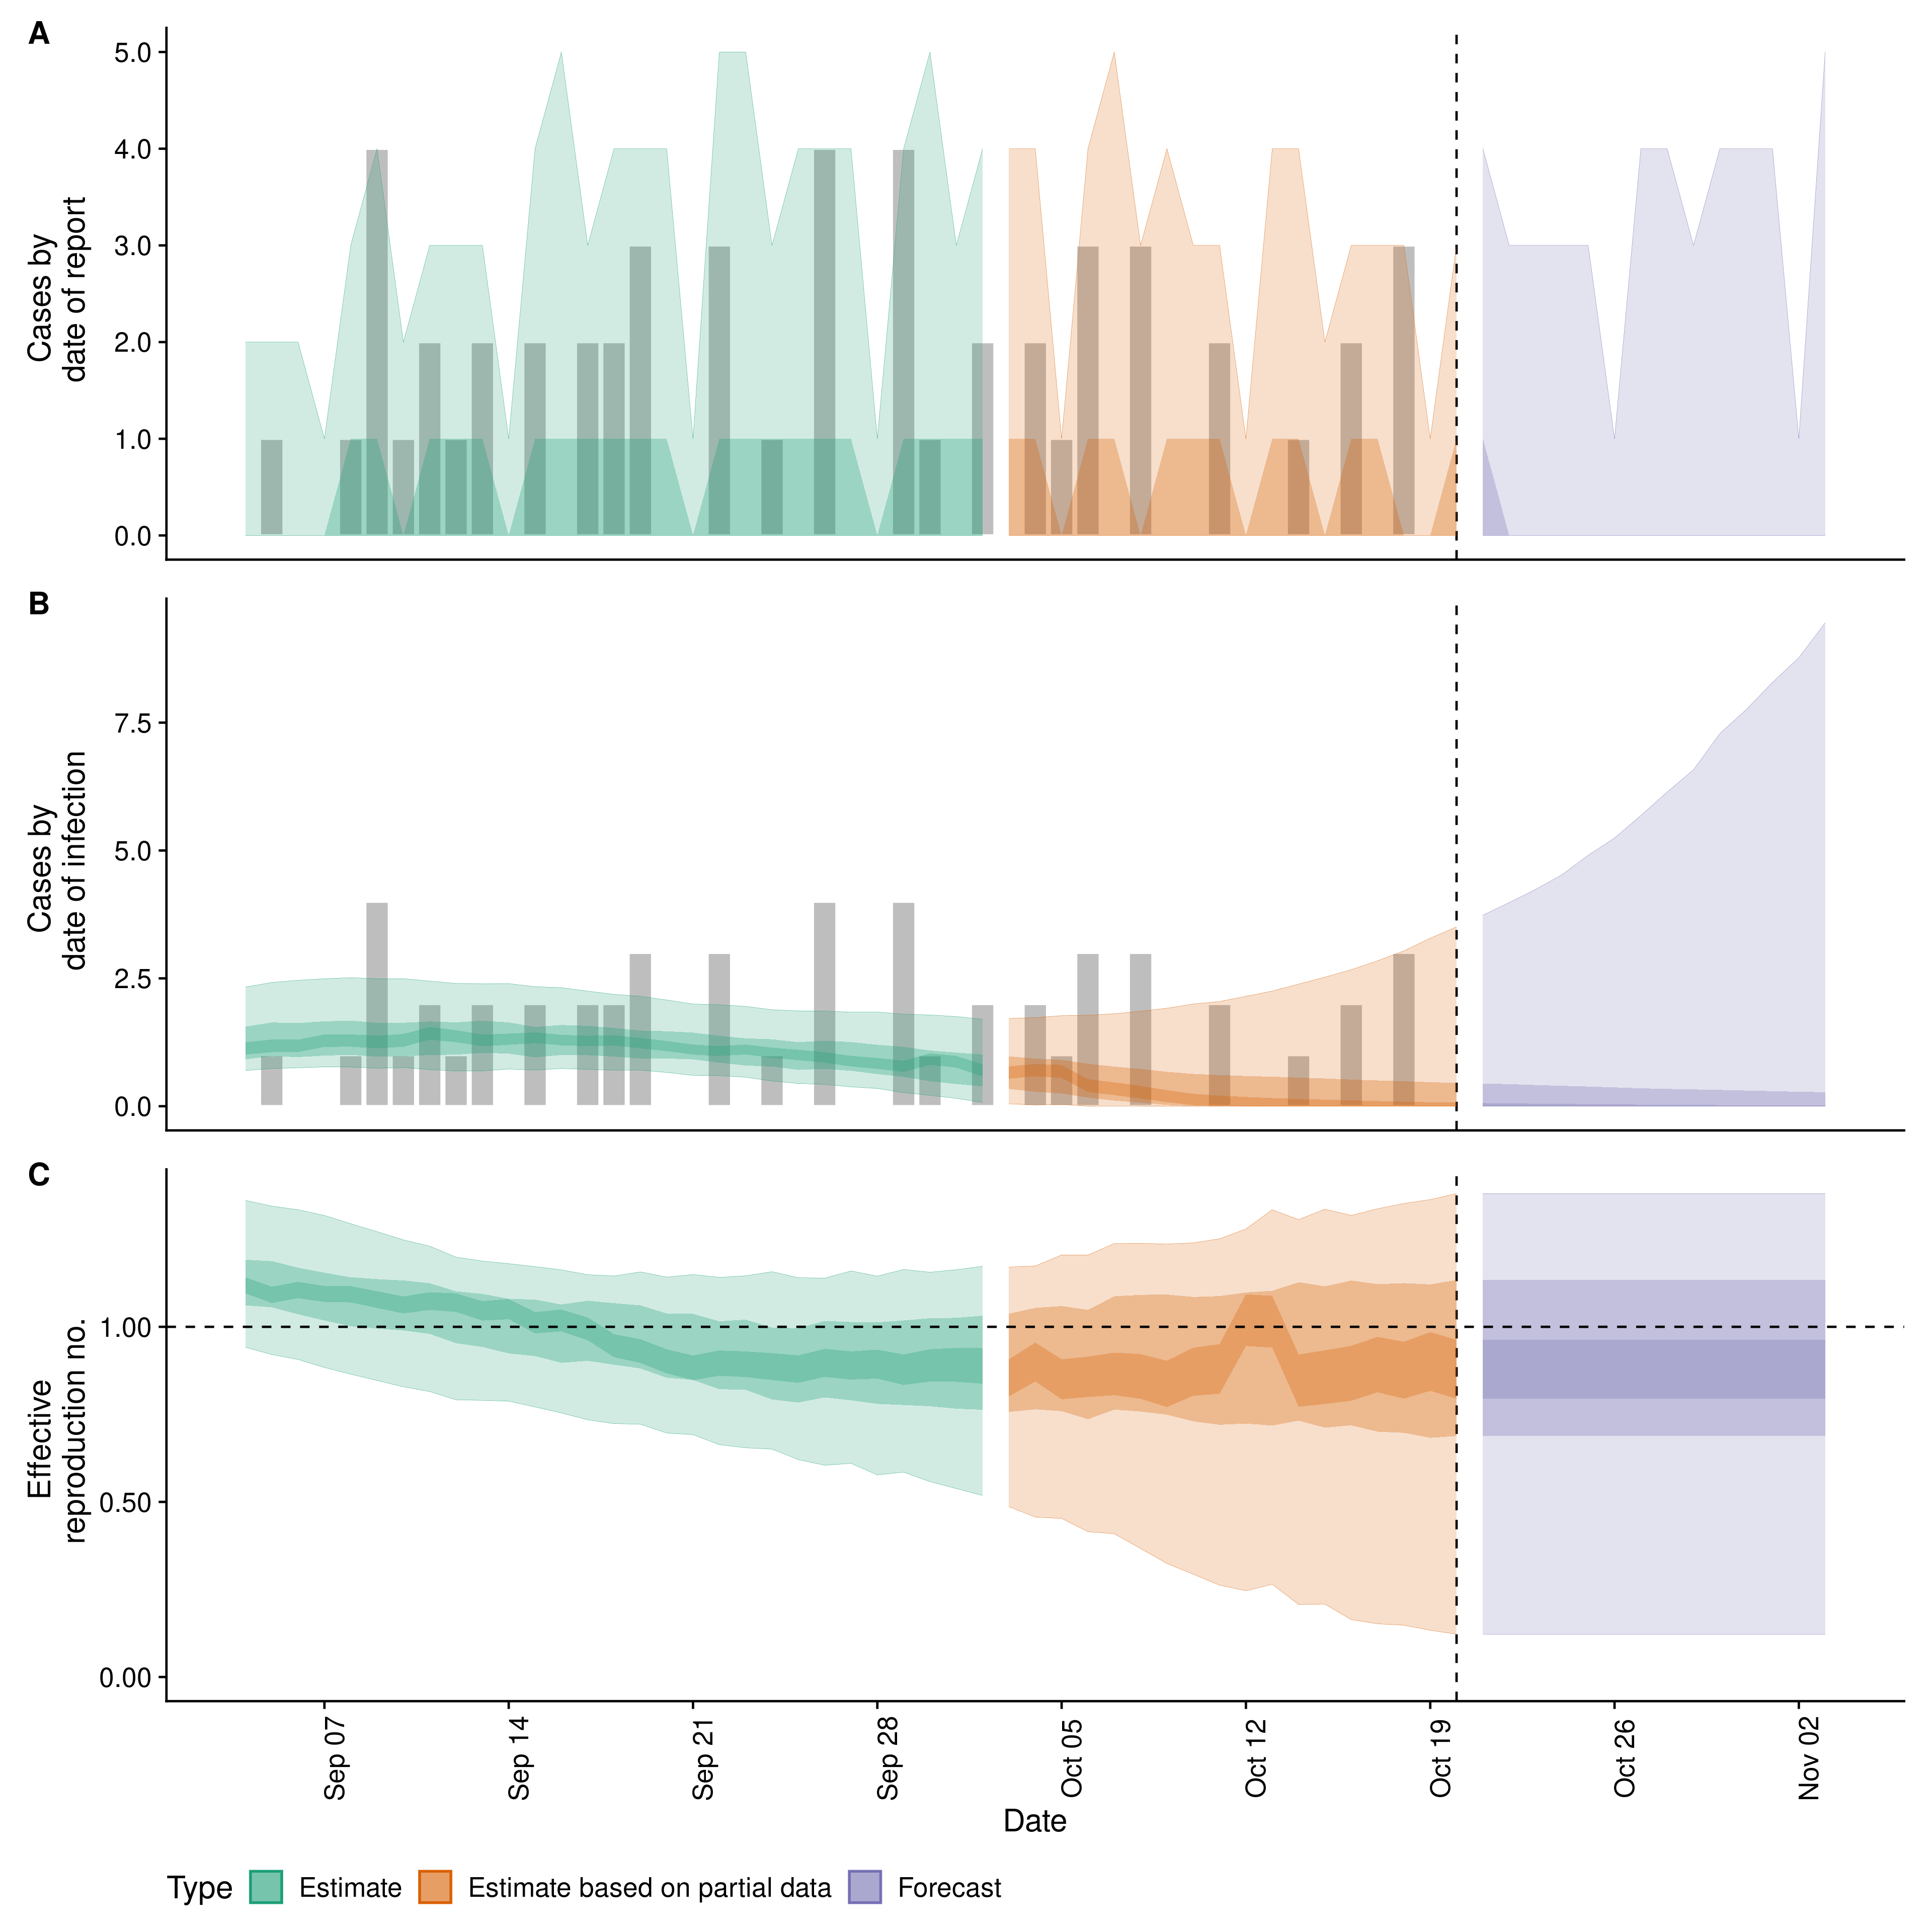 A
Cases by
date of report
5.0
4.0
3.0
2.0
1.0
0.0
B
Cases by
date of infection
7.5
5.0
2.5
0.0
C
Effective
reproduction no.
1.00
0.50
0.00
Sep 07
Sep 14
Sep 21
Sep 28
Oct 05
Oct 12
Oct 19
Oct 26
Nov 02
Date
Type Estimate Estimate based on partial data Forecast